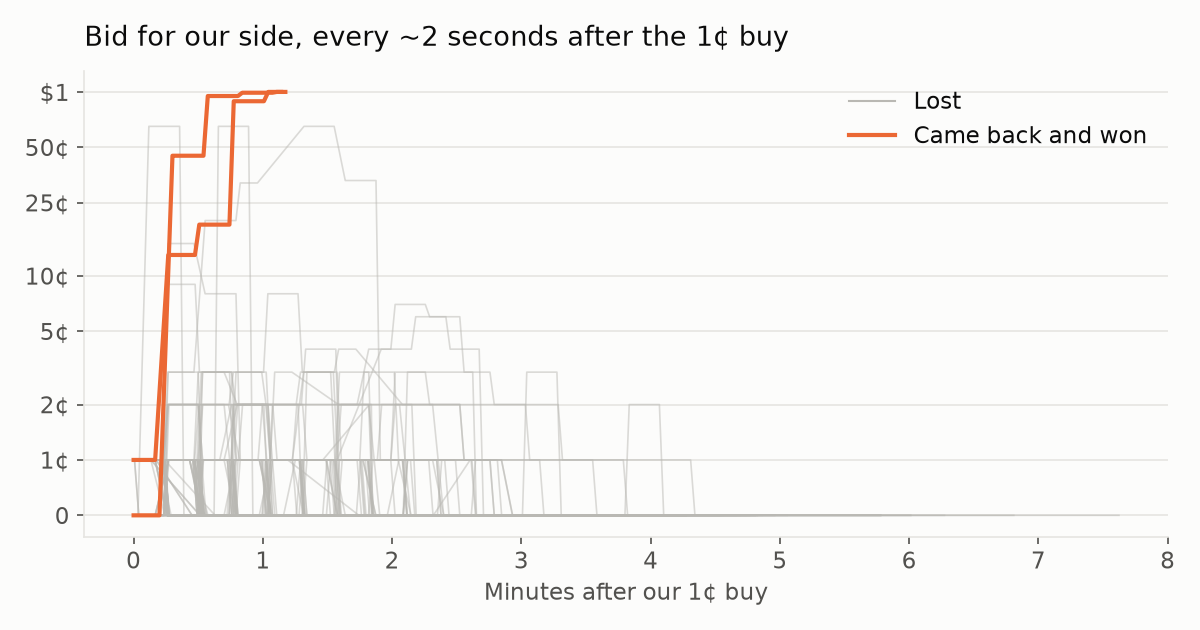 Bid for our side, every ~2 seconds after the 1¢ buy
$1
50¢
25¢
10¢
5¢
2¢
1¢
0
Lost
Came back and won
0 1 2 3 4 5 6 7 8
Minutes after our 1¢ buy